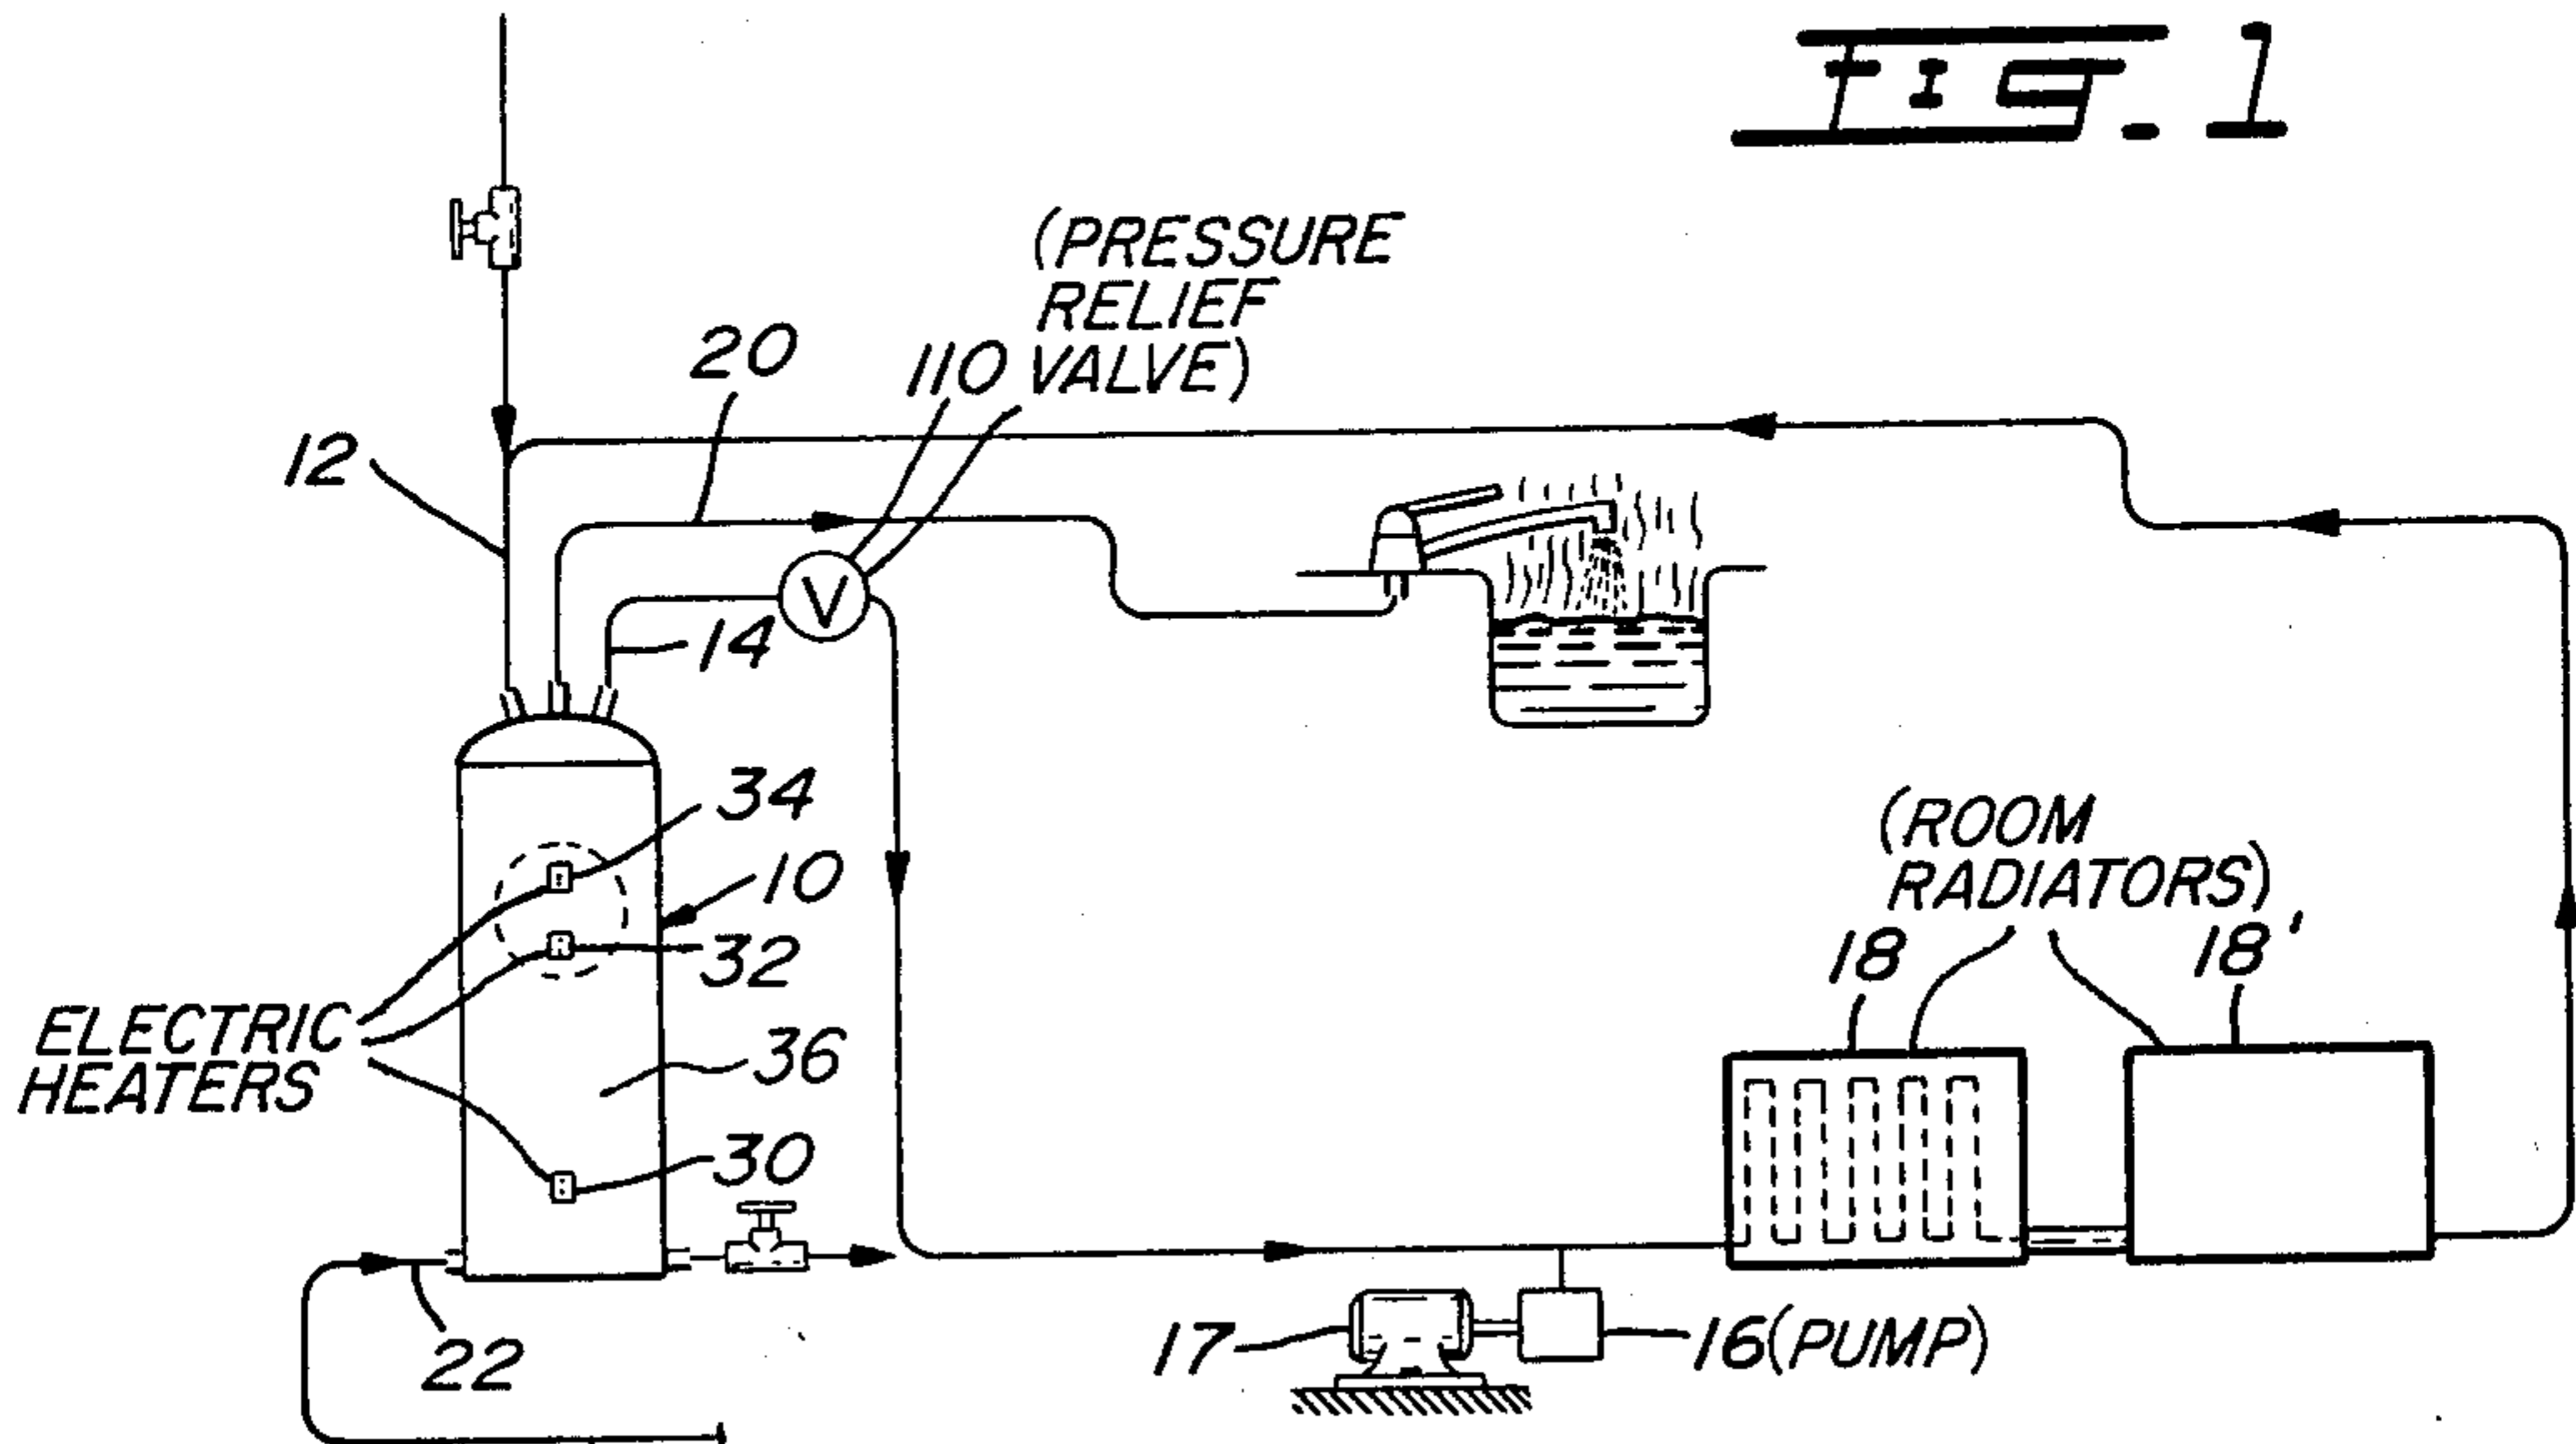 FIG. 1
(PRESSURE
RELIEF
VALVE)
110
20
12
V
14
34
10
32
ELECTRIC
HEATERS
36
30
22
(ROOM
RADIATORS)
18
18'
17
16 (PUMP)